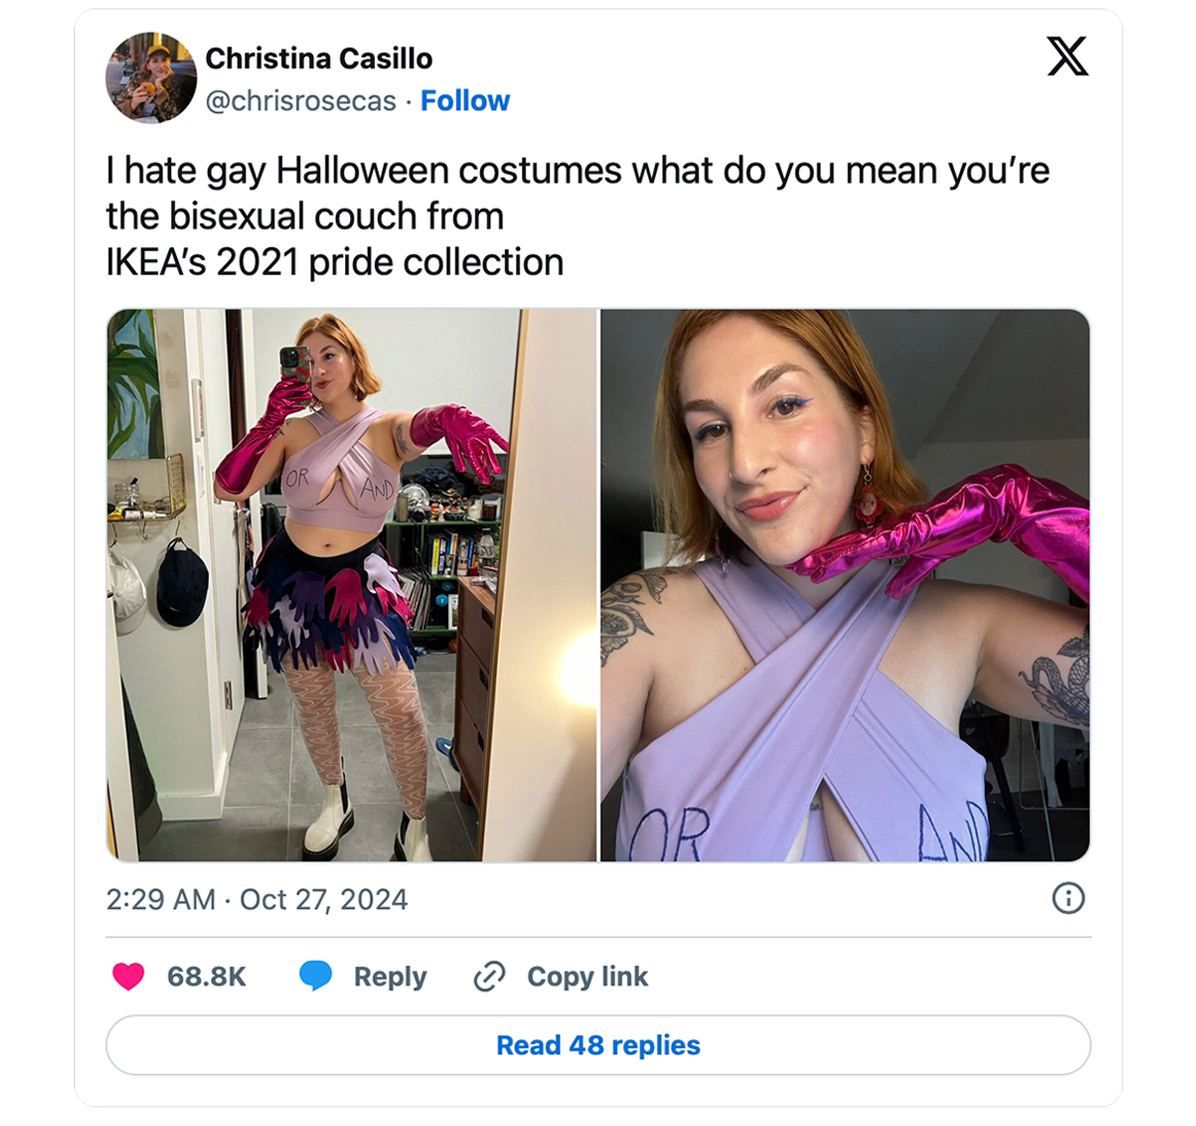 Christina Casillo
@chrisrosecas · Follow
I hate gay Halloween costumes what do you mean you’re
the bisexual couch from
IKEA’s 2021 pride collection
OR AND
OR AND
2:29 AM · Oct 27, 2024
68.8K Reply Copy link
Read 48 replies